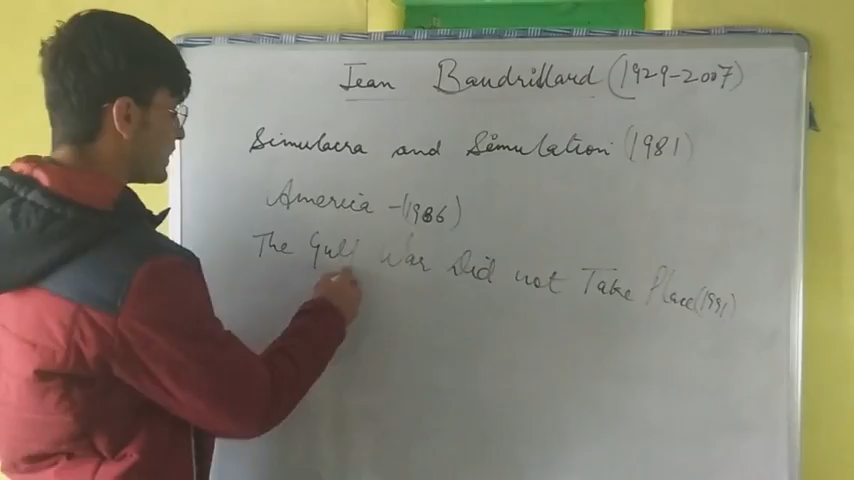 Jean Baudrillard (1929-2007)
Simulacra and Simulation (1981)
America - (1986)
The Gulf War Did not Take Place (1991)